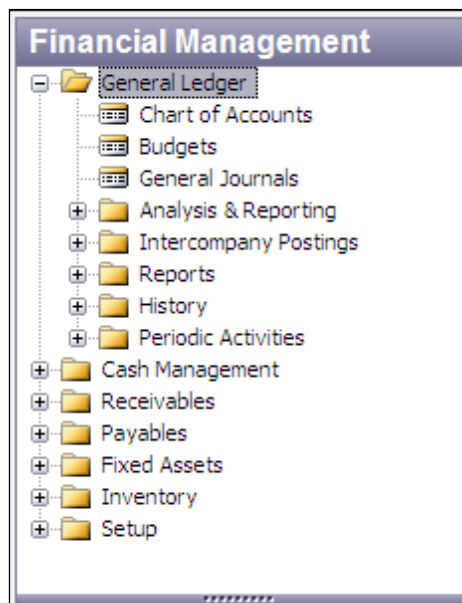 Financial Management
General Ledger
Chart of Accounts
Budgets
General Journals
Analysis & Reporting
Intercompany Postings
Reports
History
Periodic Activities
Cash Management
Receivables
Payables
Fixed Assets
Inventory
Setup